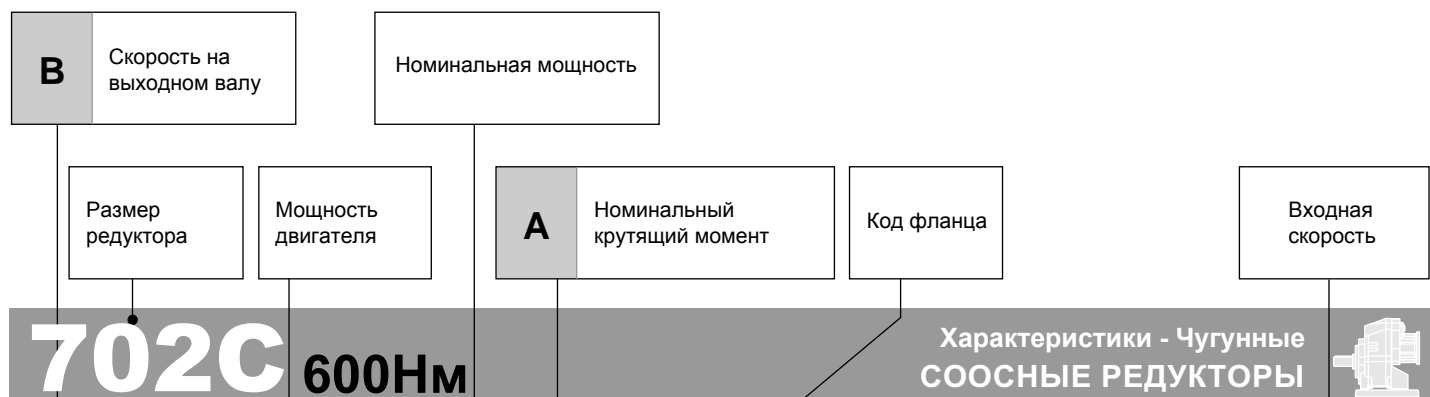 B
Скорость на
выходном валу
Номинальная мощность
Размер
редуктора
Мощность
двигателя
A
Номинальный
крутящий момент
Код фланца
Входная
скорость
702C 600Нм
Характеристики - Чугунные
СООСНЫЕ РЕДУКТОРЫ